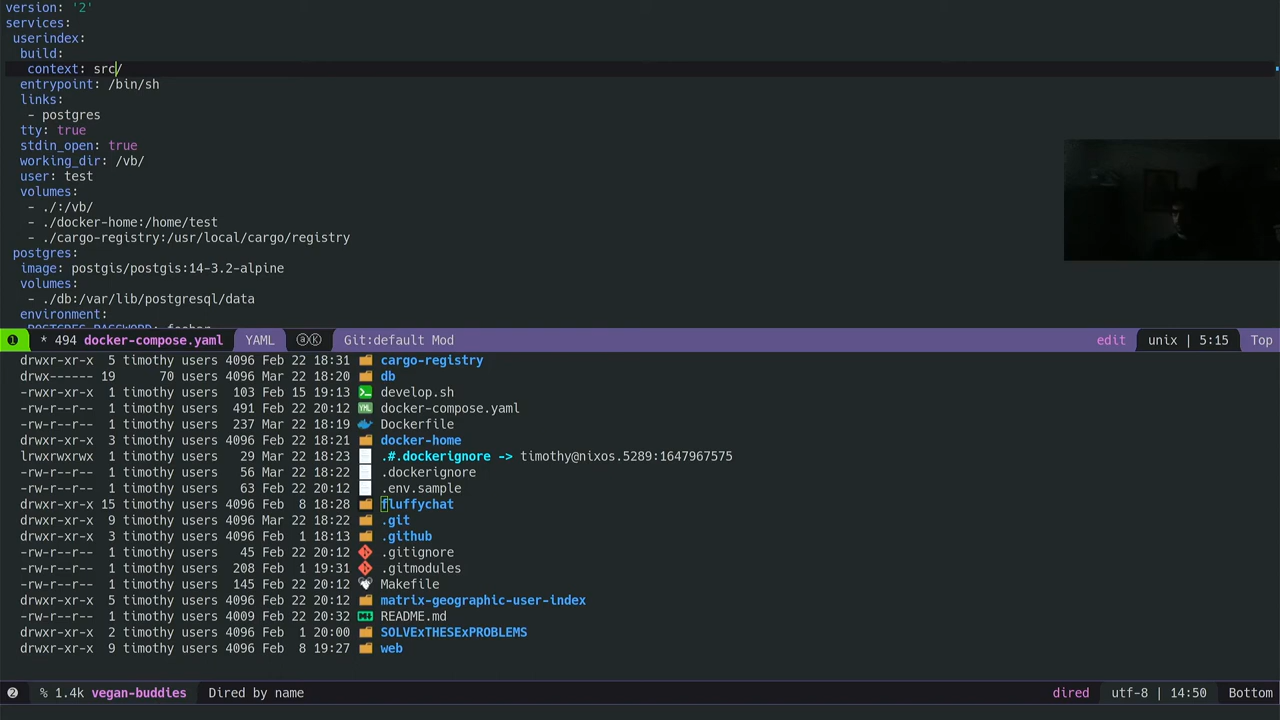 version: '2'
services:
 userindex:
  build:
   context: src/
  entrypoint: /bin/sh
  links:
   - postgres
  tty: true
  stdin_open: true
  working_dir: /vb/
  user: test
  volumes:
   - ./:/vb/
   - ./docker-home:/home/test
   - ./cargo-registry:/usr/local/cargo/registry
 postgres:
  image: postgis/postgis:14-3.2-alpine
  volumes:
   - ./db:/var/lib/postgresql/data
  environment:
❶ * 494 docker-compose.yaml YAML ⓐⓀ Git:default Mod edit unix | 5:15 Top
drwxr-xr-x 5 timothy users 4096 Feb 22 18:31 cargo-registry
drwx------ 19 70 users 4096 Mar 22 18:20 db
-rwxr-xr-x 1 timothy users 103 Feb 15 19:13 develop.sh
-rw-r--r-- 1 timothy users 491 Feb 22 20:12 YML docker-compose.yaml
-rw-r--r-- 1 timothy users 237 Mar 22 18:19 Dockerfile
drwxr-xr-x 3 timothy users 4096 Feb 22 18:21 docker-home
lrwxrwxrwx 1 timothy users 29 Mar 22 18:23 .#.dockerignore -> timothy@nixos.5289:1647967575
-rw-r--r-- 1 timothy users 56 Mar 22 18:22 .dockerignore
-rw-r--r-- 1 timothy users 63 Feb 22 20:12 .env.sample
drwxr-xr-x 15 timothy users 4096 Feb 8 18:28 fluffychat
drwxr-xr-x 9 timothy users 4096 Mar 22 18:22 .git
drwxr-xr-x 3 timothy users 4096 Feb 1 18:13 .github
-rw-r--r-- 1 timothy users 45 Feb 22 20:12 .gitignore
-rw-r--r-- 1 timothy users 208 Feb 1 19:31 .gitmodules
-rw-r--r-- 1 timothy users 145 Feb 22 20:12 Makefile
drwxr-xr-x 5 timothy users 4096 Feb 22 20:12 matrix-geographic-user-index
-rw-r--r-- 1 timothy users 4009 Feb 22 20:32 README.md
drwxr-xr-x 2 timothy users 4096 Feb 1 20:00 SOLVExTHESExPROBLEMS
drwxr-xr-x 9 timothy users 4096 Feb 8 19:27 web
❷ % 1.4k vegan-buddies Dired by name dired utf-8 | 14:50 Bottom